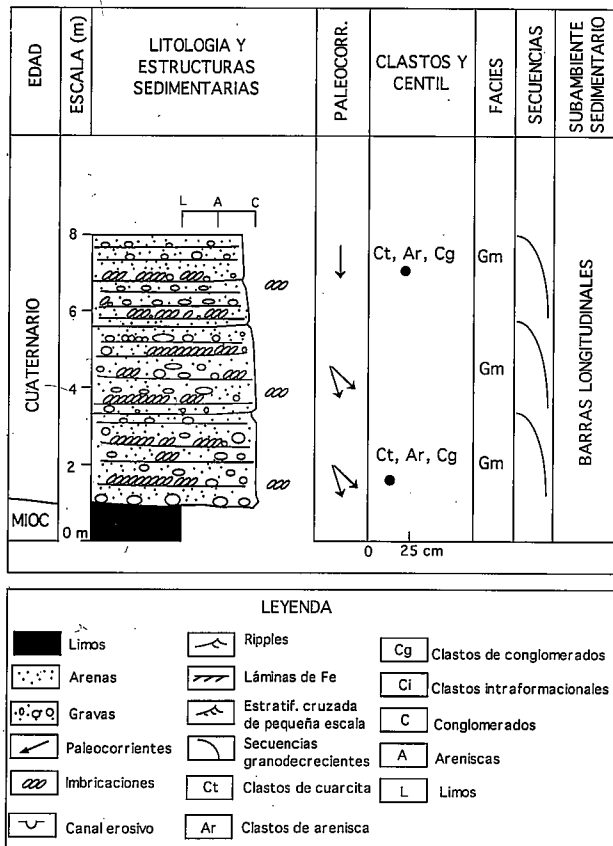 EDAD
ESCALA (m)
LITOLOGIA Y
ESTRUCTURAS
SEDIMENTARIAS
PALEOCORR.
CLASTOS Y
CENTIL
FACIES
SECUENCIAS
SUBAMBIENTE
SEDIMENTARIO
L A C
8
6
4
2
0 m
CUATERNARIO
MIOC
Ct, Ar, Cg
Gm
Gm
Ct, Ar, Cg
Gm
BARRAS LONGITUDINALES
0 25 cm
LEYENDA
Limos
Arenas
Gravas
Paleocorrientes
Imbricaciones
Canal erosivo
Ripples
Láminas de Fe
Estratif. cruzada
de pequeña escala
Secuencias
granodecrecientes
Ct Clastos de cuarcita
Ar Clastos de arenisca
Cg Clastos de conglomerados
Ci Clastos intraformacionales
C Conglomerados
A Areniscas
L Limos